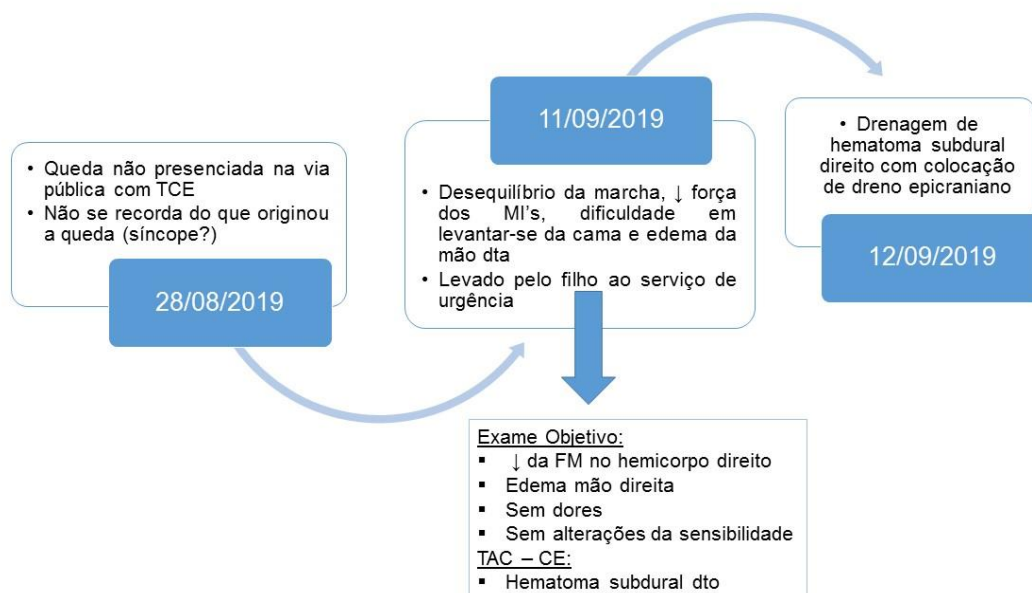 • Queda não presenciada na via
pública com TCE
• Não se recorda do que originou
a queda (síncope?)
28/08/2019
11/09/2019
• Desequilíbrio da marcha, ↓ força
dos MI's, dificuldade em
levantar-se da cama e edema da
mão dta
• Levado pelo filho ao serviço de
urgência
• Drenagem de
hematoma subdural
direito com colocação
de dreno epicraniano
12/09/2019
Exame Objetivo:
▪ ↓ da FM no hemicorpo direito
▪ Edema mão direita
▪ Sem dores
▪ Sem alterações da sensibilidade
TAC – CE:
▪ Hematoma subdural dto